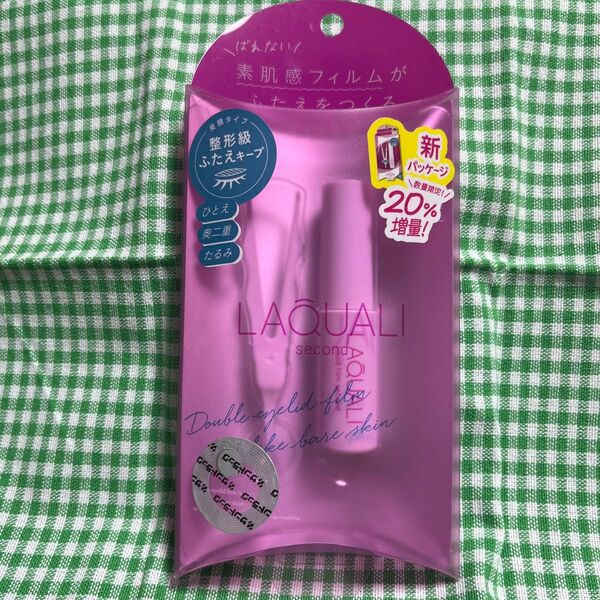 ばれない
素肌感フィルムが
ふたえをつくる
皮膜タイプ
整形級
ふたえキープ
ひとえ
奥二重
たるみ
新
パッケージ
数量限定!
20%
増量!
LAQUALI
second
LAQUALI
Double eyelid film
like bare skin